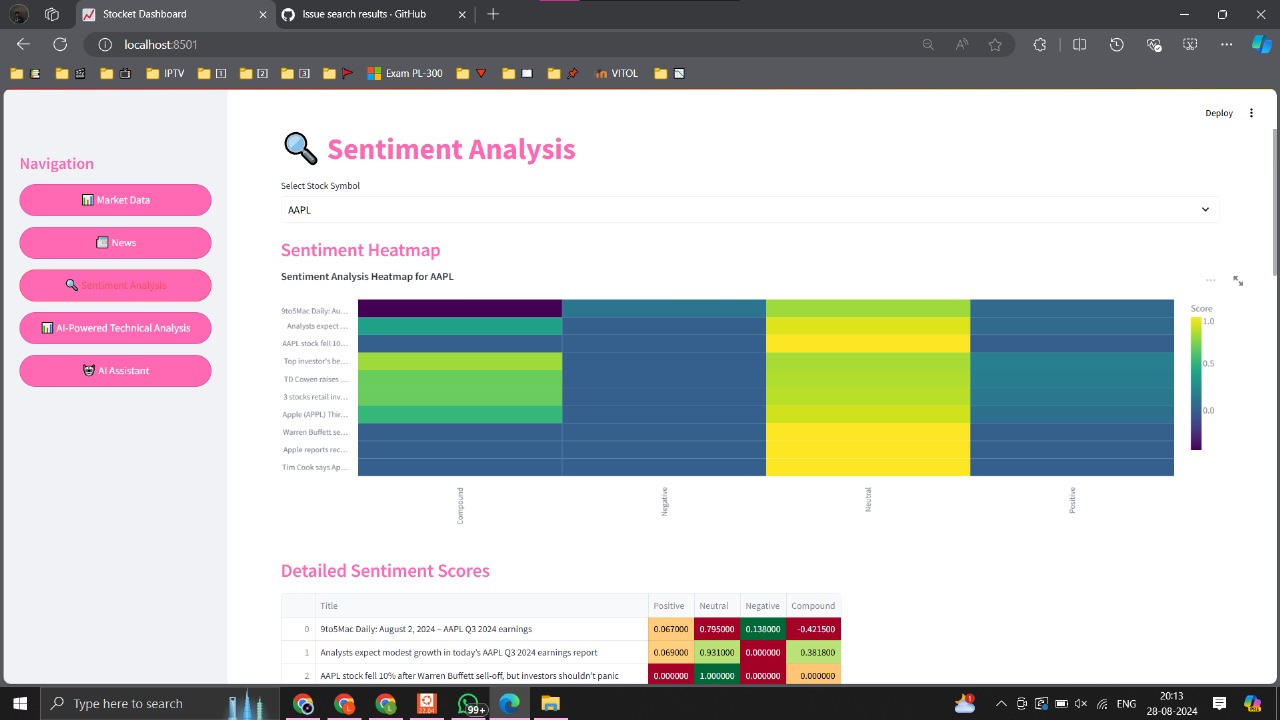 Stocket Dashboard
Issue search results · GitHub
localhost:8501
IPTV
1
2
3
Exam PL-300
VITOL
Deploy
Navigation
Market Data
News
Sentiment Analysis
AI-Powered Technical Analysis
AI Assistant
Sentiment Analysis
Select Stock Symbol
AAPL
Sentiment Heatmap
Sentiment Analysis Heatmap for AAPL
9to5Mac Daily: Au…
Analysts expect …
AAPL stock fell 10…
Top investor's be…
TD Cowen raises …
3 stocks retail inv…
Apple (APPL) Thir…
Warren Buffett se…
Apple reports rec…
Tim Cook says Ap…
Compound
Negative
Neutral
Positive
Score
1.0
0.5
0.0
Detailed Sentiment Scores
Title Positive Neutral Negative Compound
0 9to5Mac Daily: August 2, 2024 – AAPL Q3 2024 earnings 0.067000 0.795000 0.138000 -0.421500
1 Analysts expect modest growth in today's AAPL Q3 2024 earnings report 0.069000 0.931000 0.000000 0.381800
2 AAPL stock fell 10% after Warren Buffett sell-off, but investors shouldn't panic 0.000000 1.000000 0.000000 0.000000
Type here to search
22.04
99+
1
ENG
20:13
28-08-2024